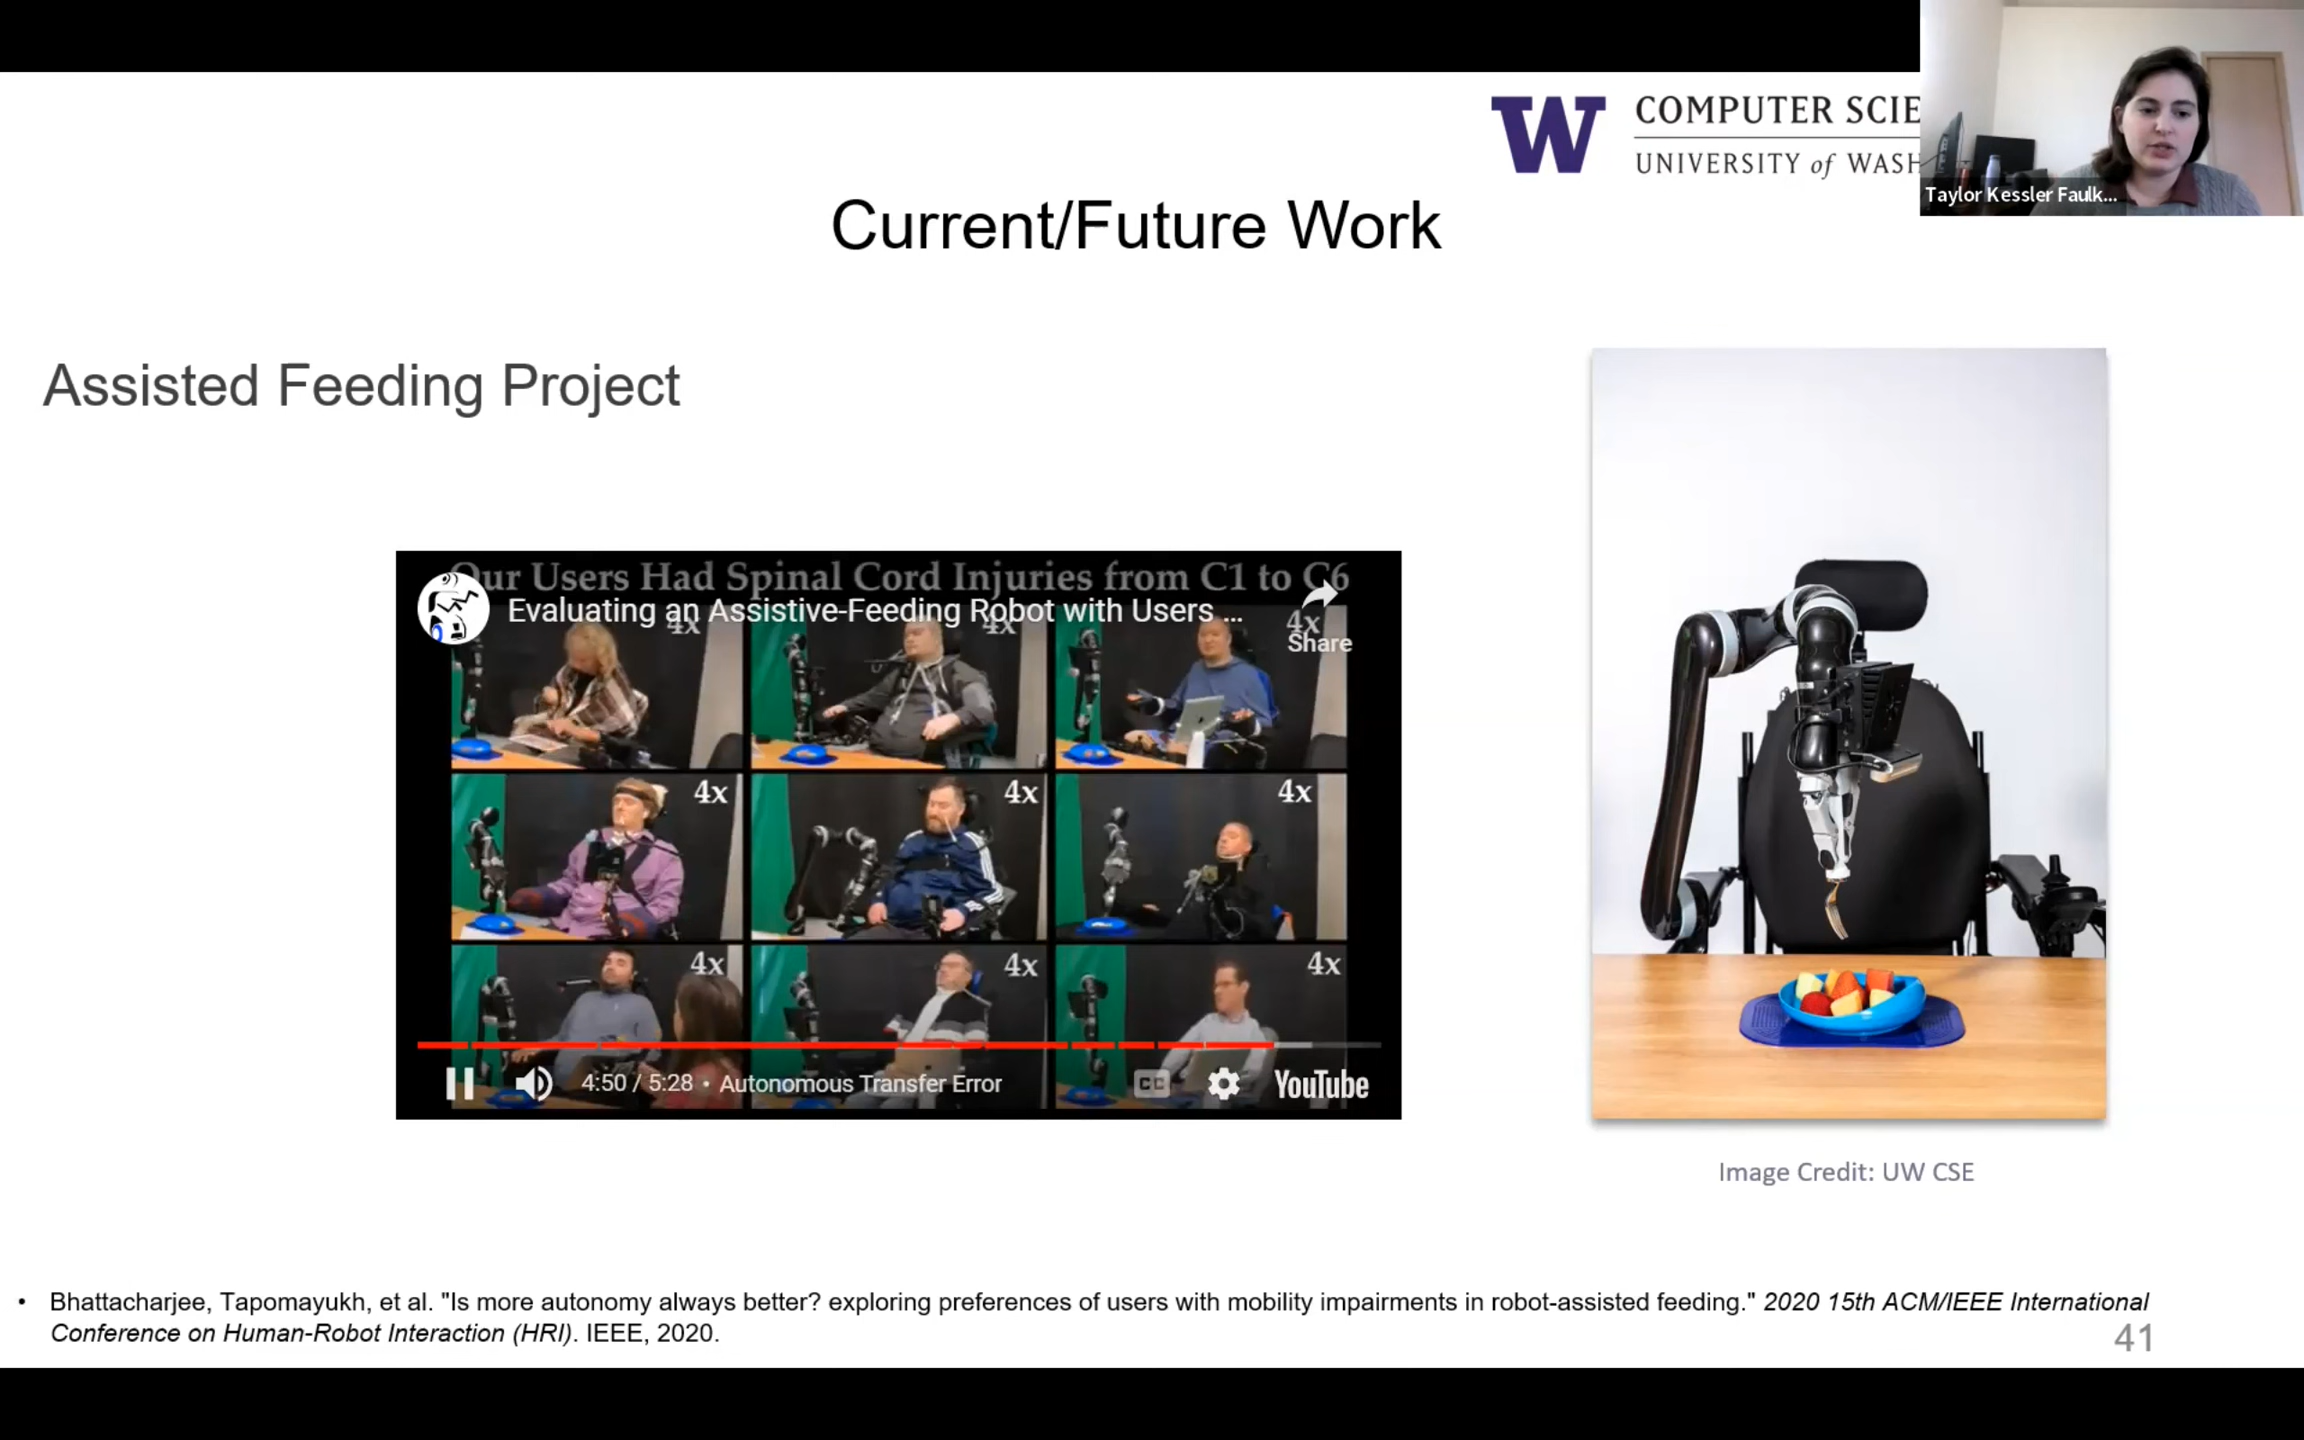 W
COMPUTER SCIE
UNIVERSITY of WASH
Taylor Kessler Faulk...
Current/Future Work
Assisted Feeding Project
Our Users Had Spinal Cord Injuries from C1 to C6
Evaluating an Assistive-Feeding Robot with Users ...
4x
4x
4x
Share
4x
4x
4x
4x
4x
4x
4:50 / 5:28 • Autonomous Transfer Error
CC
YouTube
Image Credit: UW CSE
• Bhattacharjee, Tapomayukh, et al. "Is more autonomy always better? exploring preferences of users with mobility impairments in robot-assisted feeding." 2020 15th ACM/IEEE International
Conference on Human-Robot Interaction (HRI). IEEE, 2020.
41